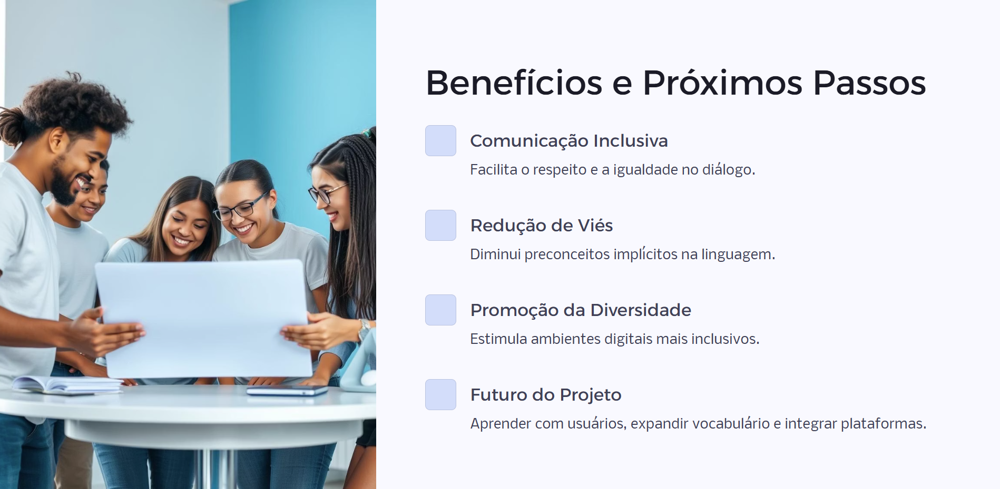 Benefícios e Próximos Passos
Comunicação Inclusiva
Facilita o respeito e a igualdade no diálogo.
Redução de Viés
Diminui preconceitos implícitos na linguagem.
Promoção da Diversidade
Estimula ambientes digitais mais inclusivos.
Futuro do Projeto
Aprender com usuários, expandir vocabulário e integrar plataformas.